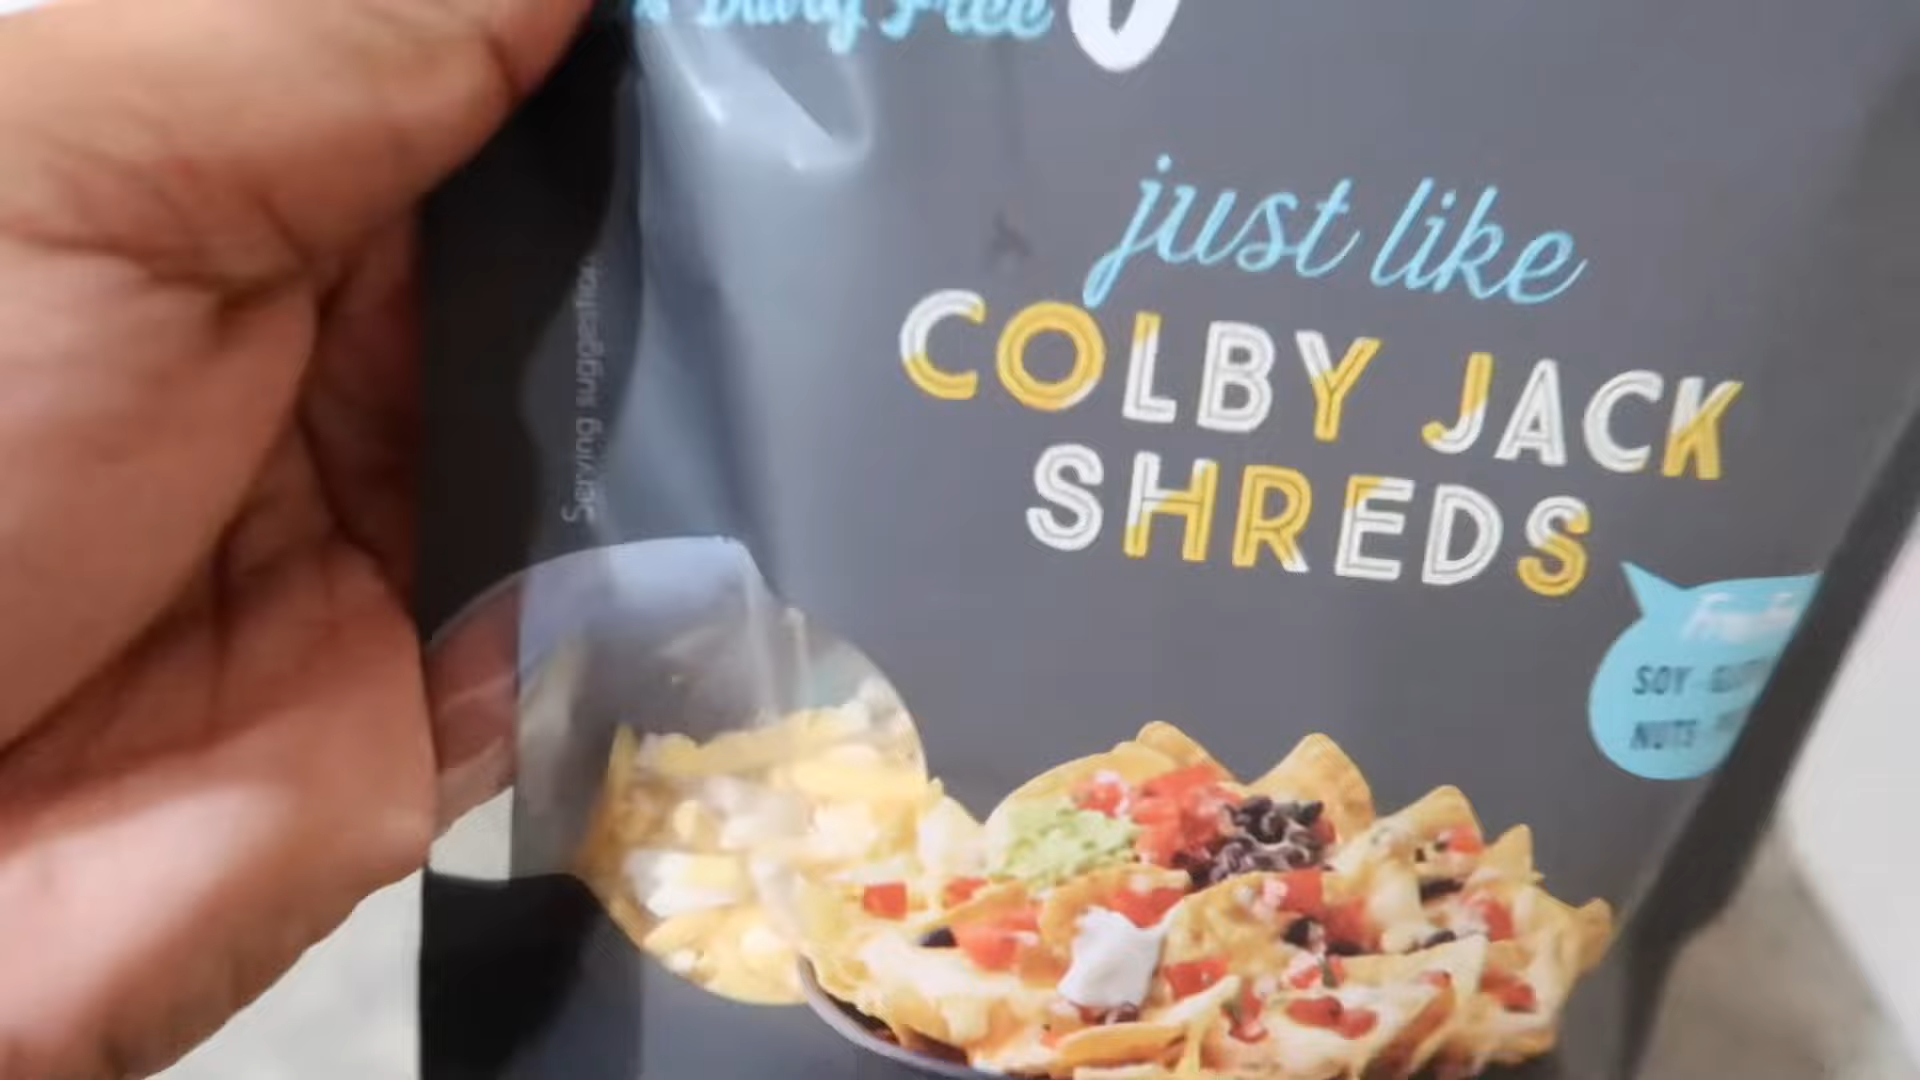 & Dairy Free
just like
COLBY JACK
SHREDS
Serving suggestion
SOY
NUTS